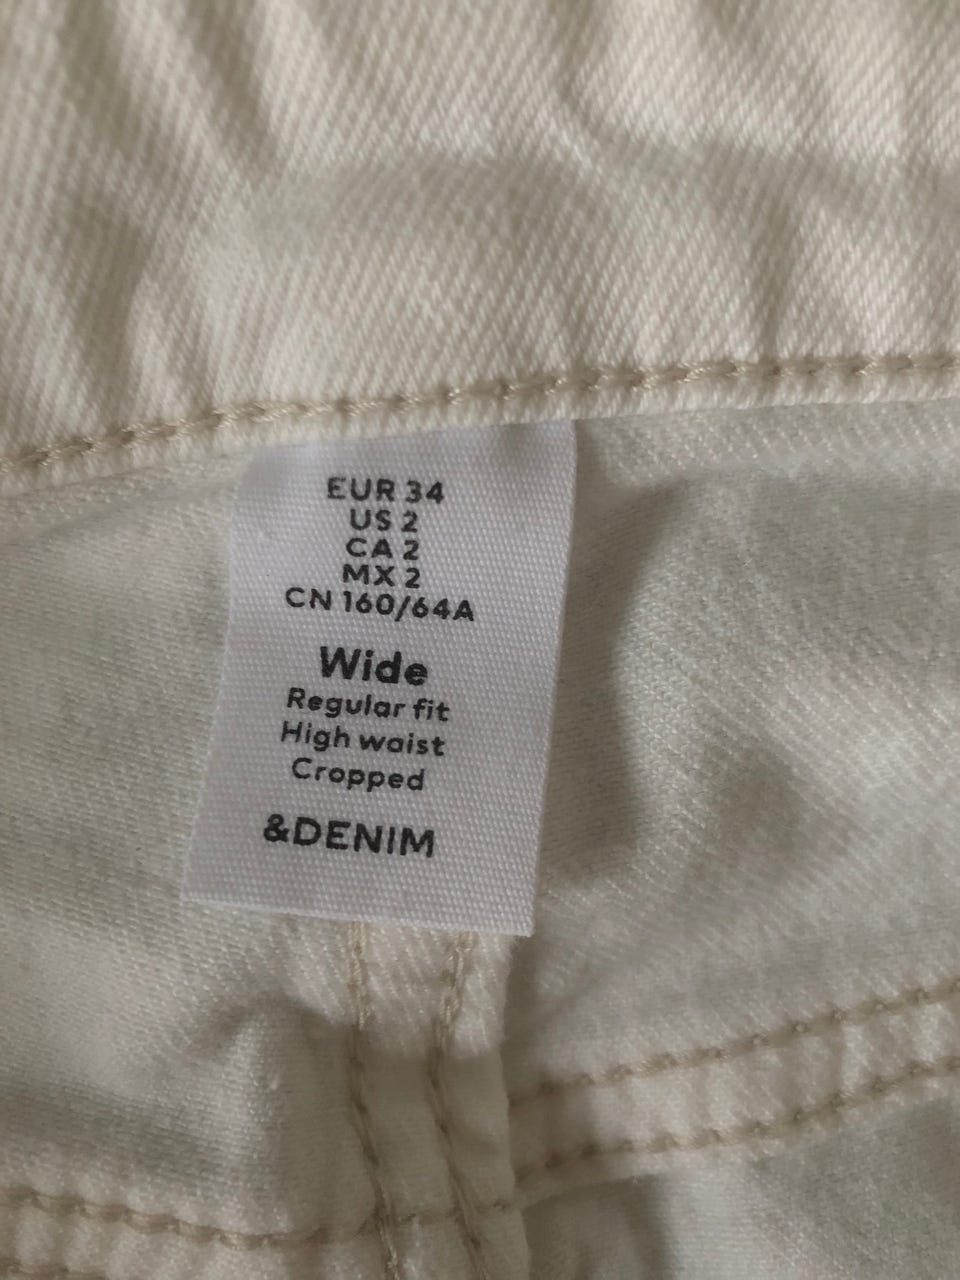 EUR 34
US 2
CA 2
MX 2
CN 160/64A
Wide
Regular fit
High waist
Cropped
&DENIM